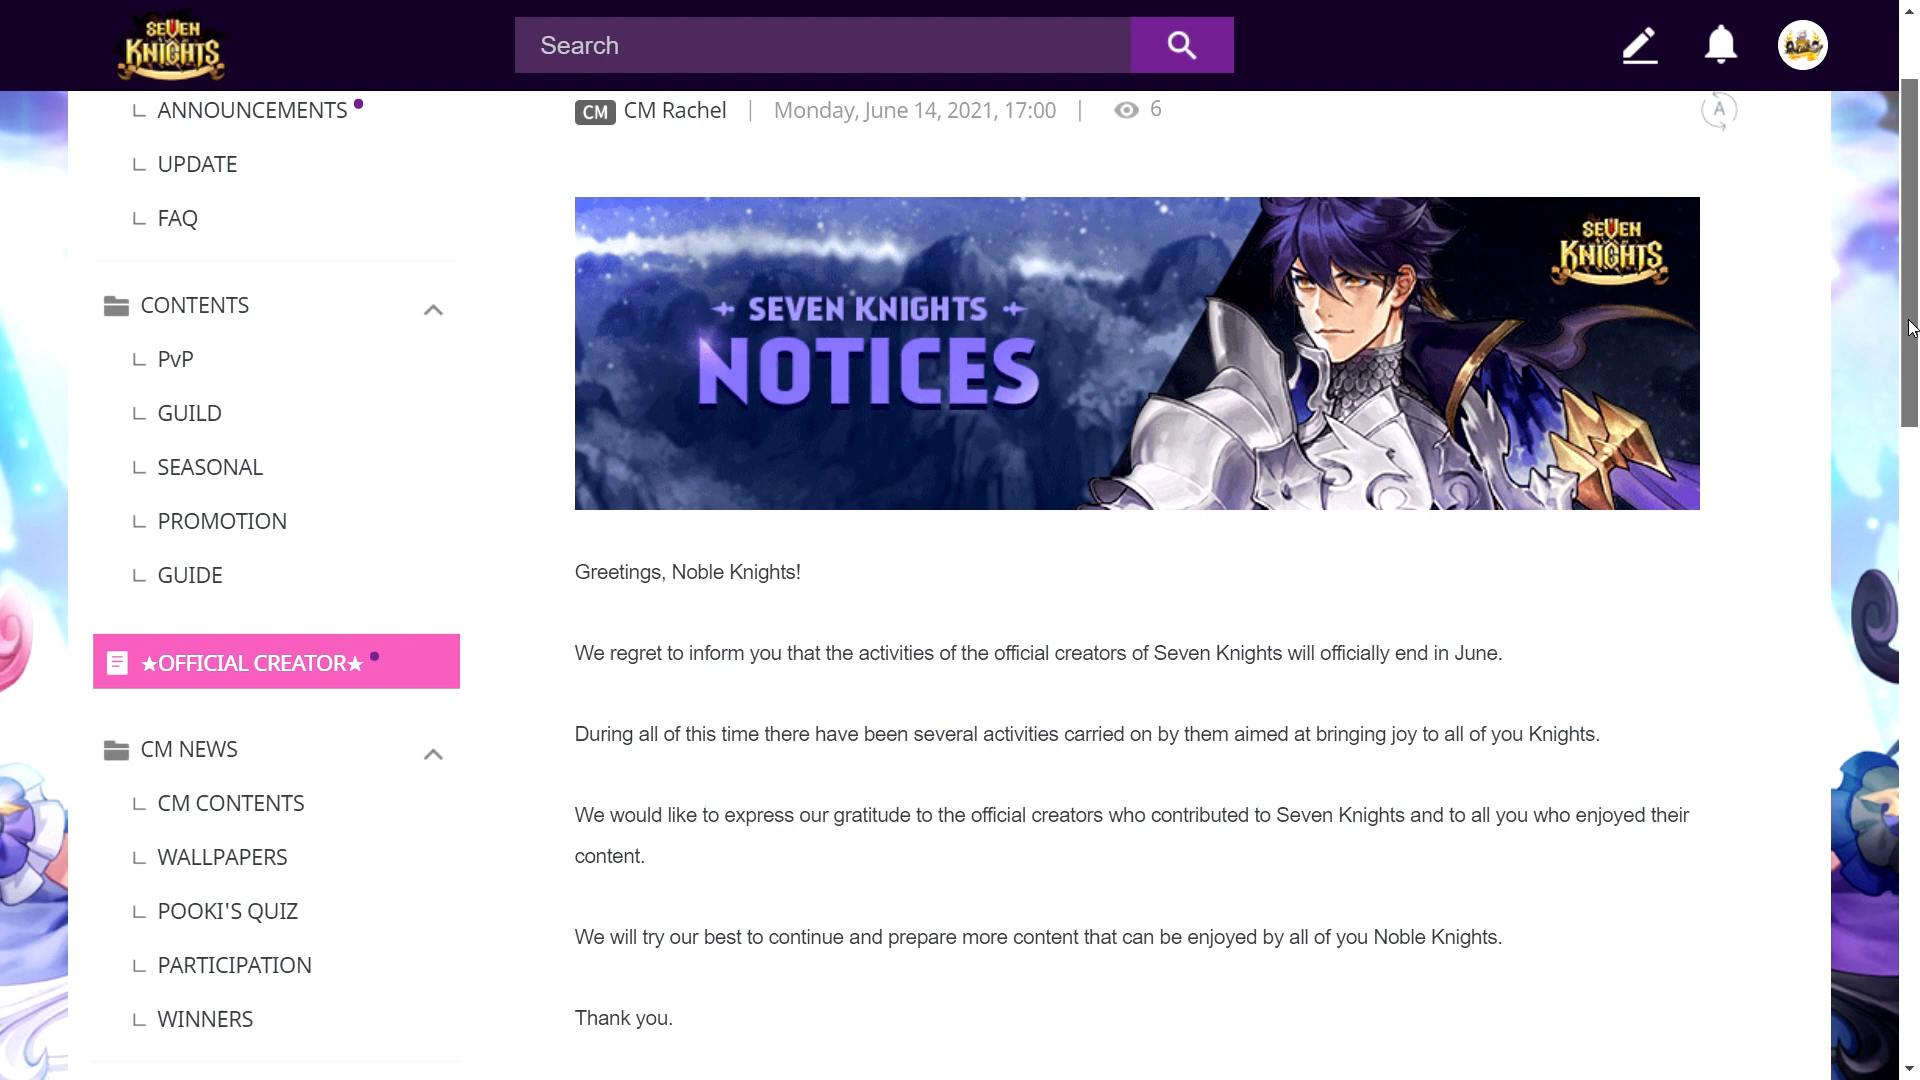 SEVEN
KNIGHTS
Search
ANNOUNCEMENTS
UPDATE
FAQ
CONTENTS
PvP
GUILD
SEASONAL
PROMOTION
GUIDE
★OFFICIAL CREATOR★
CM NEWS
CM CONTENTS
WALLPAPERS
POOKI'S QUIZ
PARTICIPATION
WINNERS
CM CM Rachel | Monday, June 14, 2021, 17:00 | 6
A
SEVEN KNIGHTS
NOTICES
SEVEN
KNIGHTS
Greetings, Noble Knights!
We regret to inform you that the activities of the official creators of Seven Knights will officially end in June.
During all of this time there have been several activities carried on by them aimed at bringing joy to all of you Knights.
We would like to express our gratitude to the official creators who contributed to Seven Knights and to all you who enjoyed their
content.
We will try our best to continue and prepare more content that can be enjoyed by all of you Noble Knights.
Thank you.